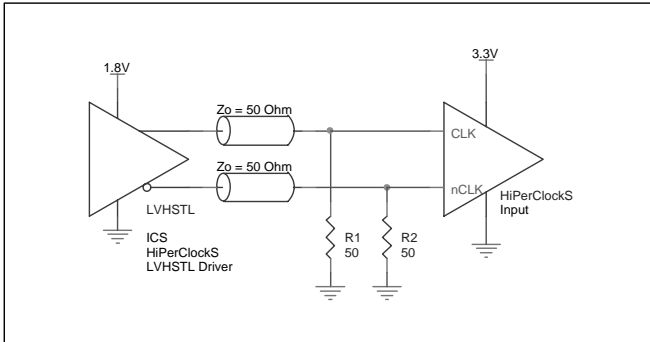 1.8V
3.3V
Zo = 50 Ohm
CLK
Zo = 50 Ohm
nCLK
HiPerClockS
Input
LVHSTL
ICS
HiPerClockS
LVHSTL Driver
R1
50
R2
50